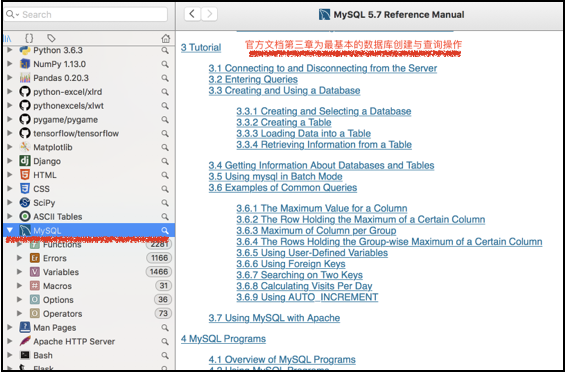 Search
MySQL 5.7 Reference Manual
Python 3.6.3
NumPy 1.13.0
Pandas 0.20.3
python-excel/xlrd
pythonexcels/xlwt
pygame/pygame
tensorflow/tensorflow
Matplotlib
Django
HTML
CSS
SciPy
ASCII Tables
MySQL
Functions 2281
Errors 1166
Variables 1466
Macros 31
Options 36
Operators 73
Man Pages
Apache HTTP Server
Bash
Flask
3 Tutorial 官方文档第三章为最基本的数据库创建与查询操作
3.1 Connecting to and Disconnecting from the Server
3.2 Entering Queries
3.3 Creating and Using a Database
3.3.1 Creating and Selecting a Database
3.3.2 Creating a Table
3.3.3 Loading Data into a Table
3.3.4 Retrieving Information from a Table
3.4 Getting Information About Databases and Tables
3.5 Using mysql in Batch Mode
3.6 Examples of Common Queries
3.6.1 The Maximum Value for a Column
3.6.2 The Row Holding the Maximum of a Certain Column
3.6.3 Maximum of Column per Group
3.6.4 The Rows Holding the Group-wise Maximum of a Certain Column
3.6.5 Using User-Defined Variables
3.6.6 Using Foreign Keys
3.6.7 Searching on Two Keys
3.6.8 Calculating Visits Per Day
3.6.9 Using AUTO_INCREMENT
3.7 Using MySQL with Apache
4 MySQL Programs
4.1 Overview of MySQL Programs
4.2 Using MySQL Programs